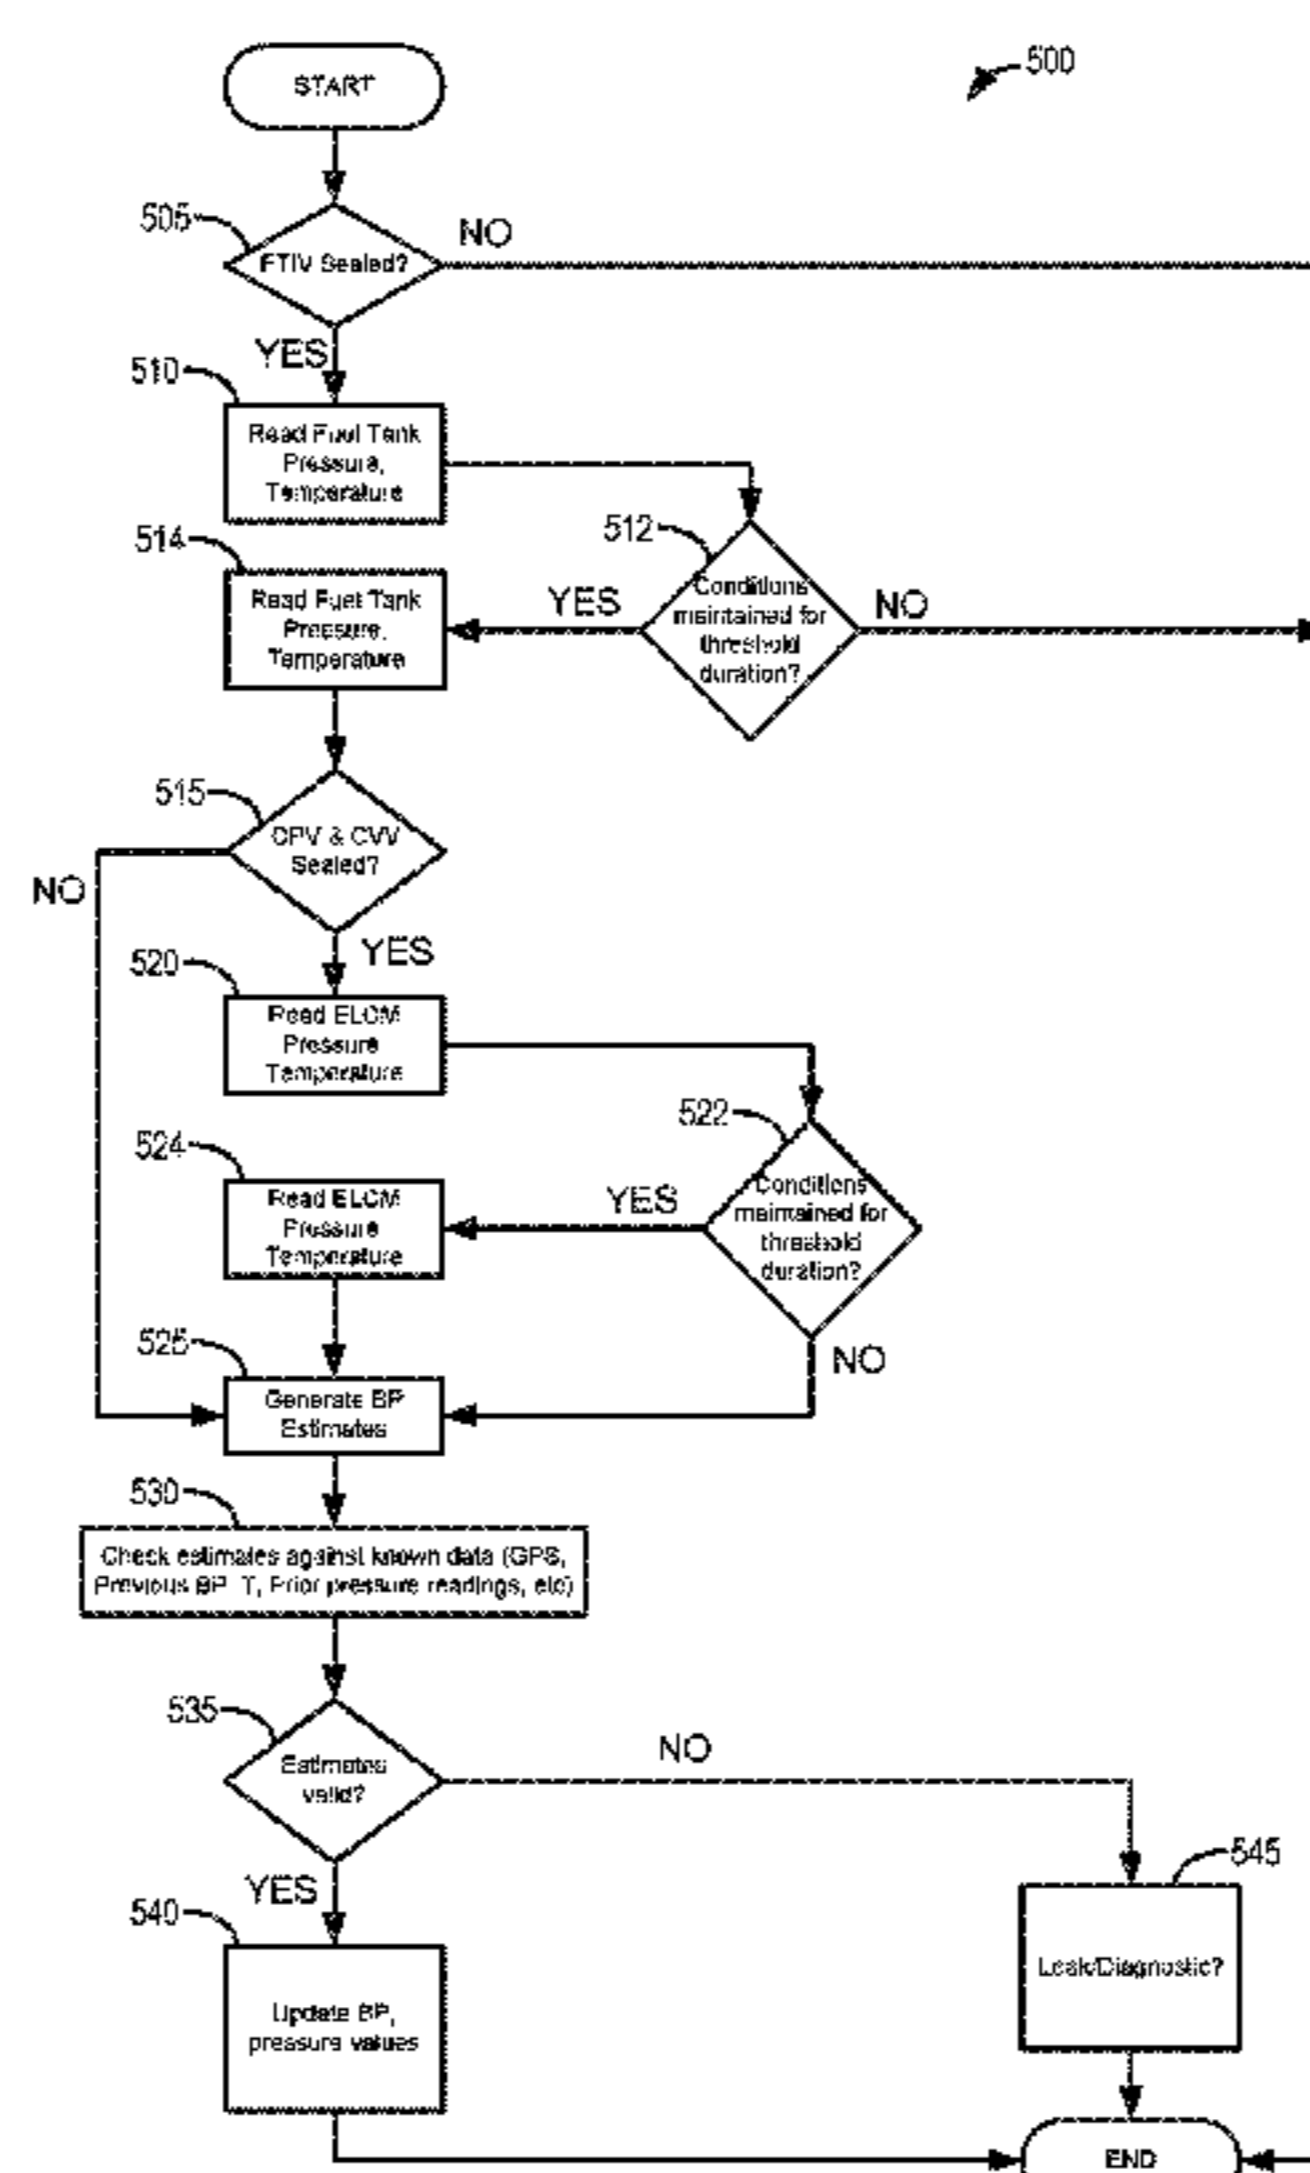 START
500
505
NO
FTIV Sealed?
YES
510
Read Fuel Tank
Pressure,
Temperature
512
514
Conditions
maintained for
threshold
duration?
YES
NO
Read Fuel Tank
Pressure,
Temperature
515
CPV & CVV
Sealed?
NO
YES
520
Read ELCM
Pressure
Temperature
522
524
Conditions
maintained for
threshold
duration?
YES
Read ELCM
Pressure
Temperature
525
NO
Generate BP
Estimates
530
Check estimates against known data (GPS,
Previous BP, T, Prior pressure readings, etc)
535
NO
Estimates
valid?
545
YES
540
Leak/Diagnostic?
Update BP,
pressure values
END